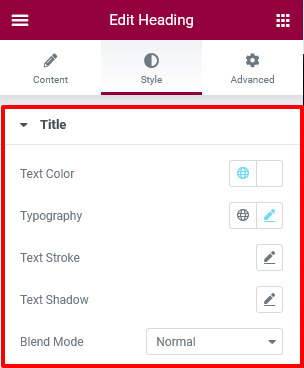 Edit Heading
Content Style Advanced
Title
Text Color
Typography
Text Stroke
Text Shadow
Blend Mode Normal